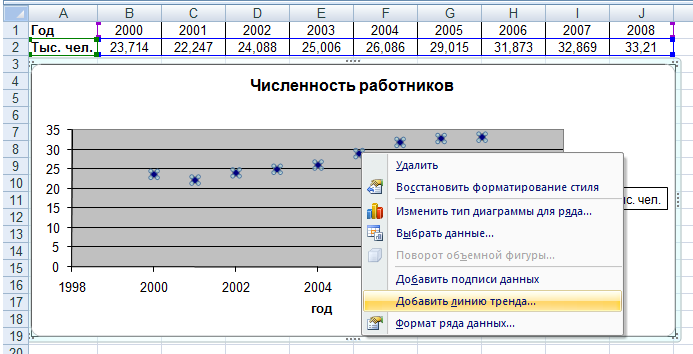 A B C D E F G H I J
1 Год 2000 2001 2002 2003 2004 2005 2006 2007 2008
2 Тыс. чел. 23,714 22,247 24,088 25,006 26,086 29,015 31,873 32,869 33,21
3
4 Численность работников
5
6
7 35
8 30
9 25
10 20
11 15
12 10
13 5
14 0
15 1998 2000 2002 2004
16
17 год
18
19
20
Удалить
Восстановить форматирование стиля
Изменить тип диаграммы для ряда...
Выбрать данные...
Поворот объемной фигуры...
Добавить подписи данных
Добавить линию тренда...
Формат ряда данных...
чел.